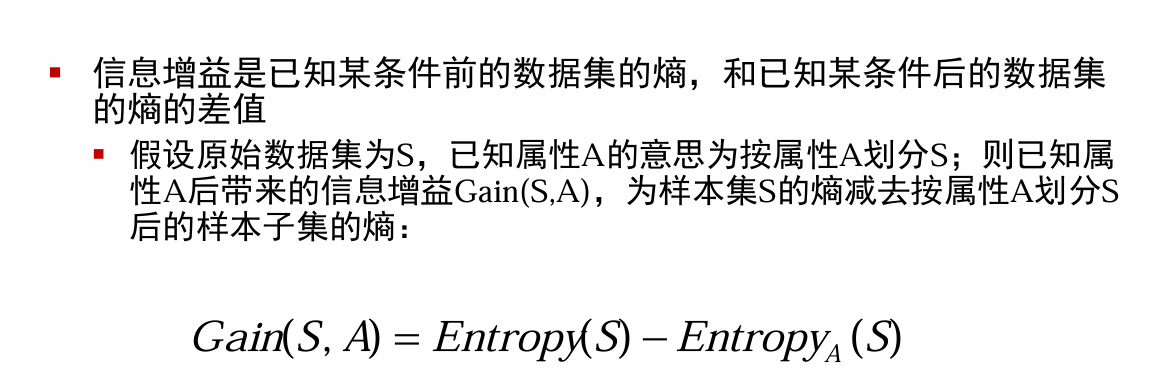 ▪ 信息增益是已知某条件前的数据集的熵，和已知某条件后的数据集
的熵的差值
▪ 假设原始数据集为S，已知属性A的意思为按属性A划分S；则已知属
性A后带来的信息增益Gain(S,A)，为样本集S的熵减去按属性A划分S
后的样本子集的熵：
Gain(S, A) = Entropy(S) − Entropy_A (S)